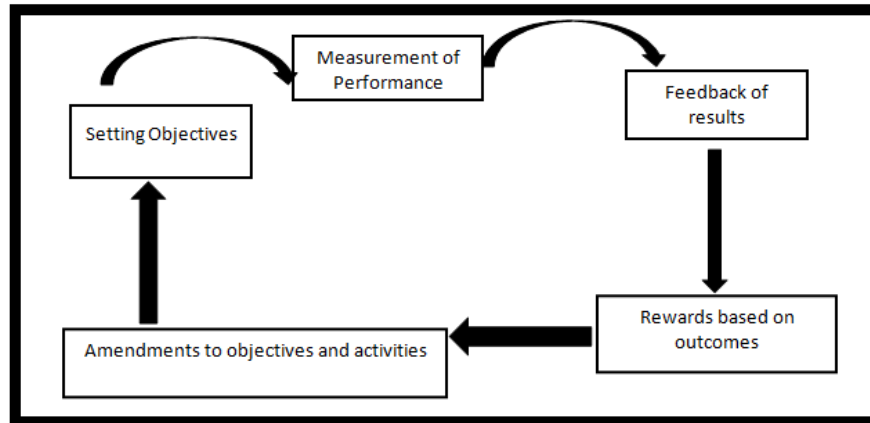 Measurement of
Performance
Feedback of
results
Setting Objectives
Rewards based on
outcomes
Amendments to objectives and activities